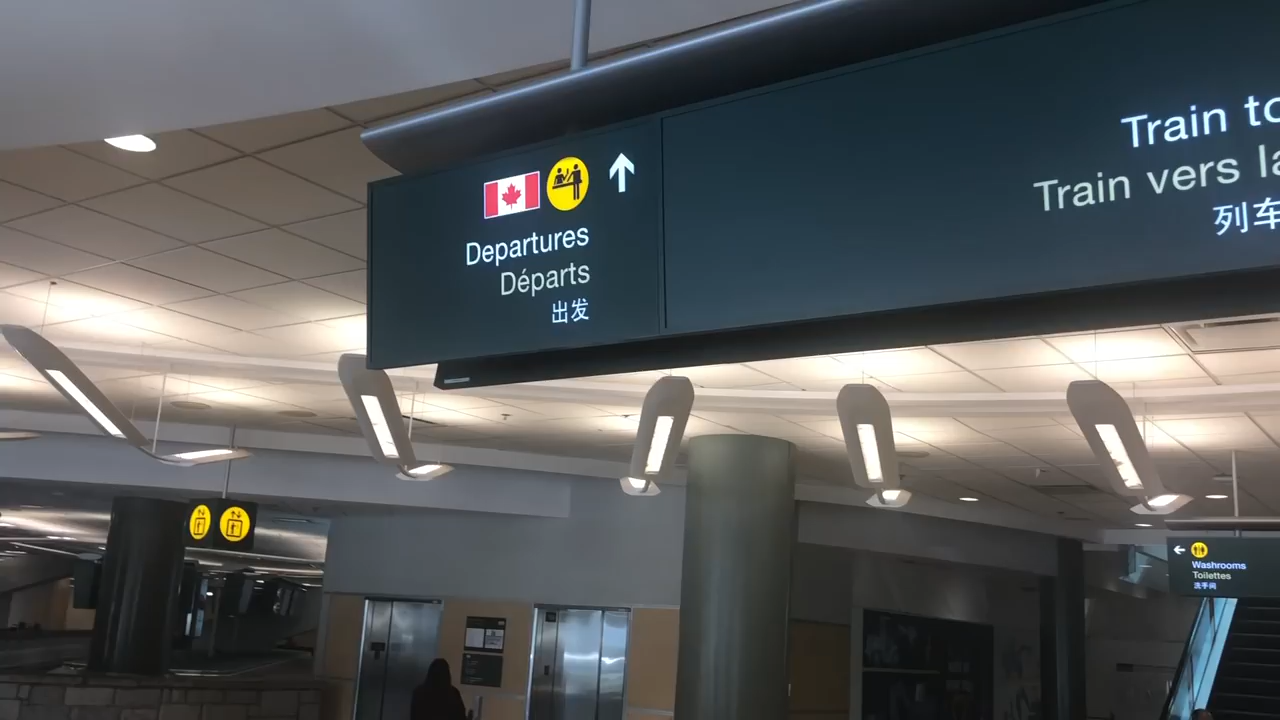 Departures
Départs
出发
Train to
Train vers la
列车
Washrooms
Toilettes
洗手间